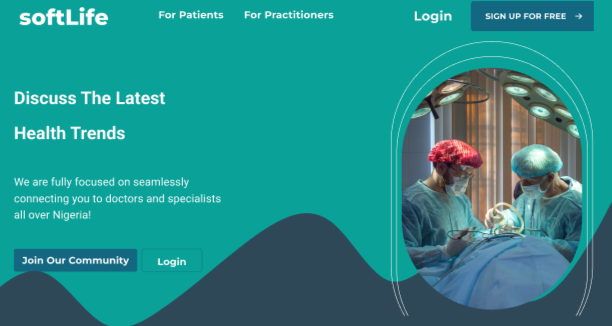 softLife
For Patients
For Practitioners
Login
SIGN UP FOR FREE →
Discuss The Latest
Health Trends
We are fully focused on seamlessly
connecting you to doctors and specialists
all over Nigeria!
Join Our Community
Login